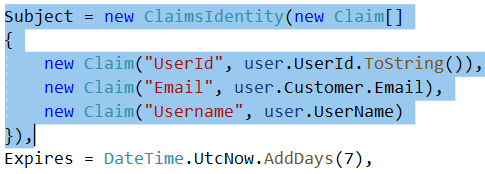 Subject = new ClaimsIdentity(new Claim[]
{
    new Claim("UserId", user.UserId.ToString()),
    new Claim("Email", user.Customer.Email),
    new Claim("Username", user.UserName)
}),
Expires = DateTime.UtcNow.AddDays(7),